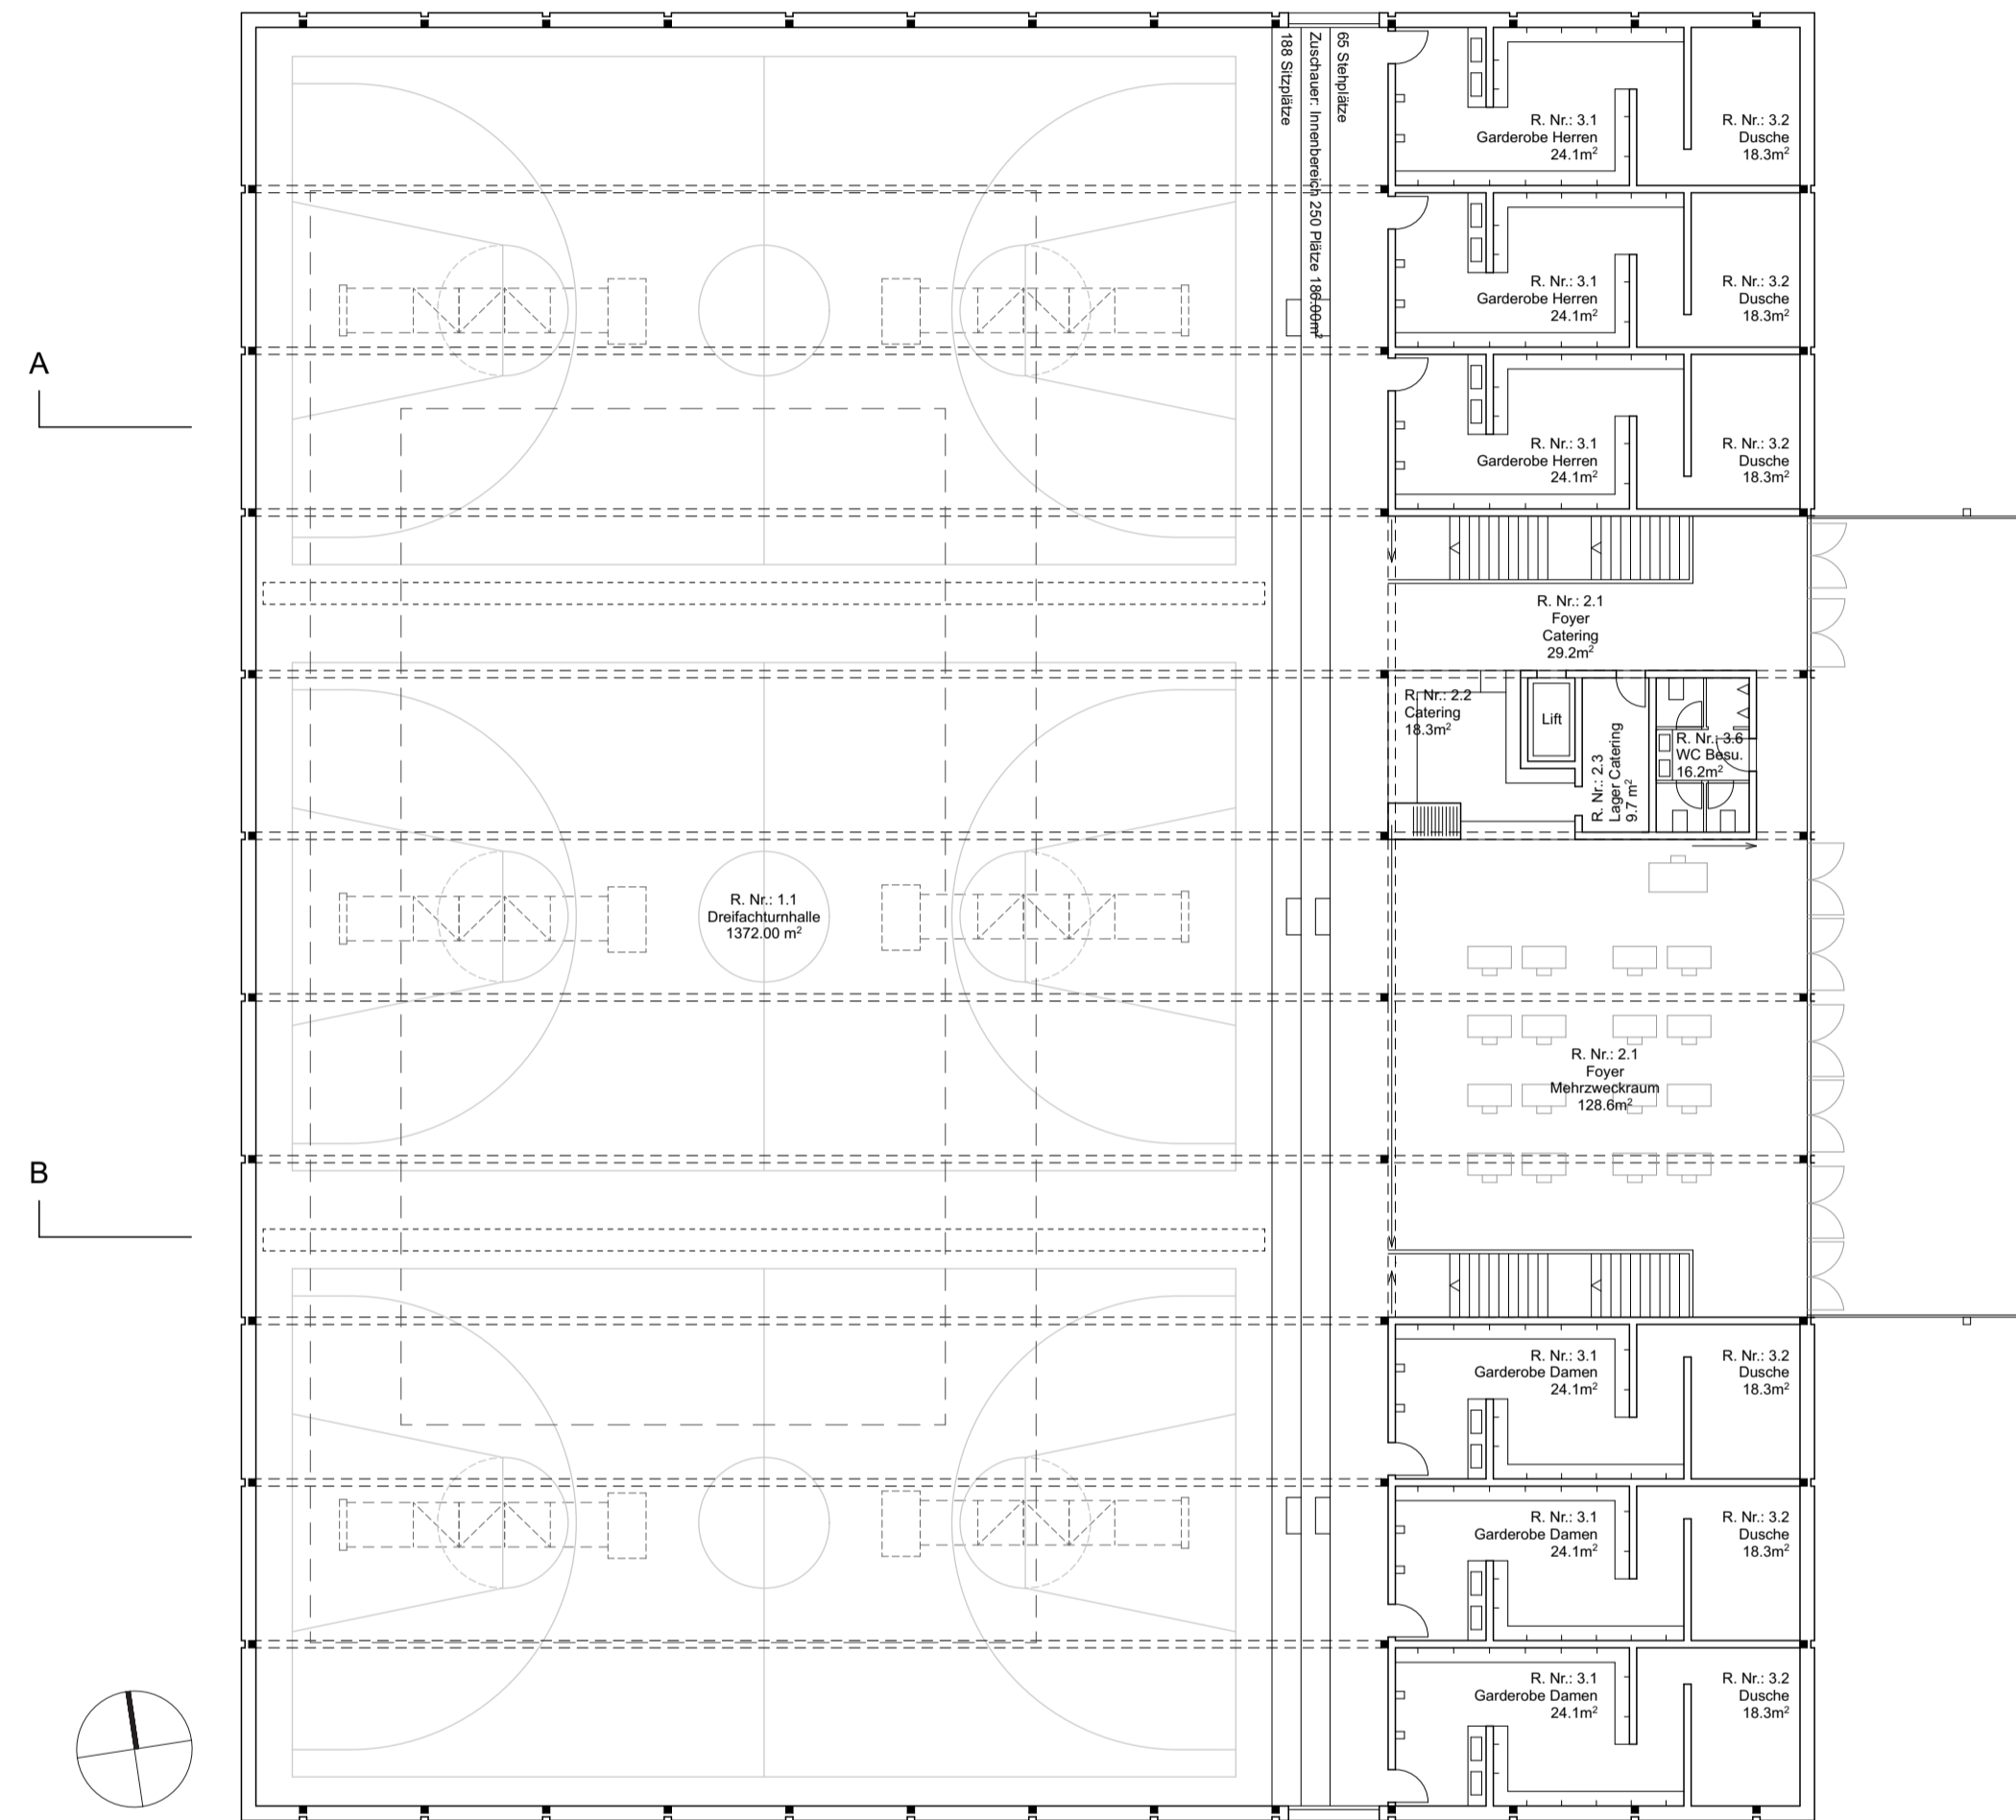 188 Sitzplätze
Zuschauer: Innenbereich 250 Plätze 186.00m²
65 Stehplätze
R. Nr.: 3.1
Garderobe Herren
24.1m²
R. Nr.: 3.2
Dusche
18.3m²
R. Nr.: 3.1
Garderobe Herren
24.1m²
R. Nr.: 3.2
Dusche
18.3m²
A
R. Nr.: 3.1
Garderobe Herren
24.1m²
R. Nr.: 3.2
Dusche
18.3m²
R. Nr.: 2.1
Foyer
Catering
29.2m²
R. Nr.: 2.2
Catering
18.3m²
Lift
R. Nr.: 2.3
Lager Catering
9.7 m²
R. Nr.: 3.6
WC Besu.
16.2m²
R. Nr.: 1.1
Dreifachturnhalle
1372.00 m²
R. Nr.: 2.1
Foyer
Mehrzweckraum
128.6m²
B
R. Nr.: 3.1
Garderobe Damen
24.1m²
R. Nr.: 3.2
Dusche
18.3m²
R. Nr.: 3.1
Garderobe Damen
24.1m²
R. Nr.: 3.2
Dusche
18.3m²
R. Nr.: 3.1
Garderobe Damen
24.1m²
R. Nr.: 3.2
Dusche
18.3m²